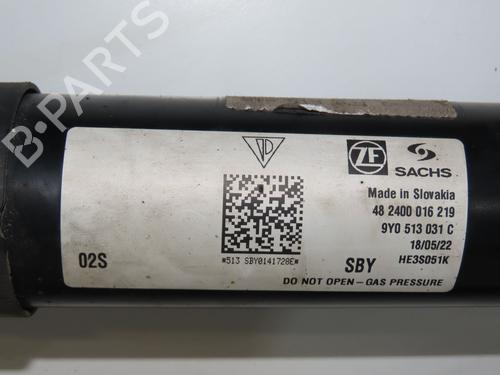 B-PARTS
ZF
SACHS
Made in Slovakia
48 2400 016 219
9Y0 513 031 C
18/05/22
HE3S051K
SBY
02S
*513 SBY0141728E*
DO NOT OPEN - GAS PRESSURE